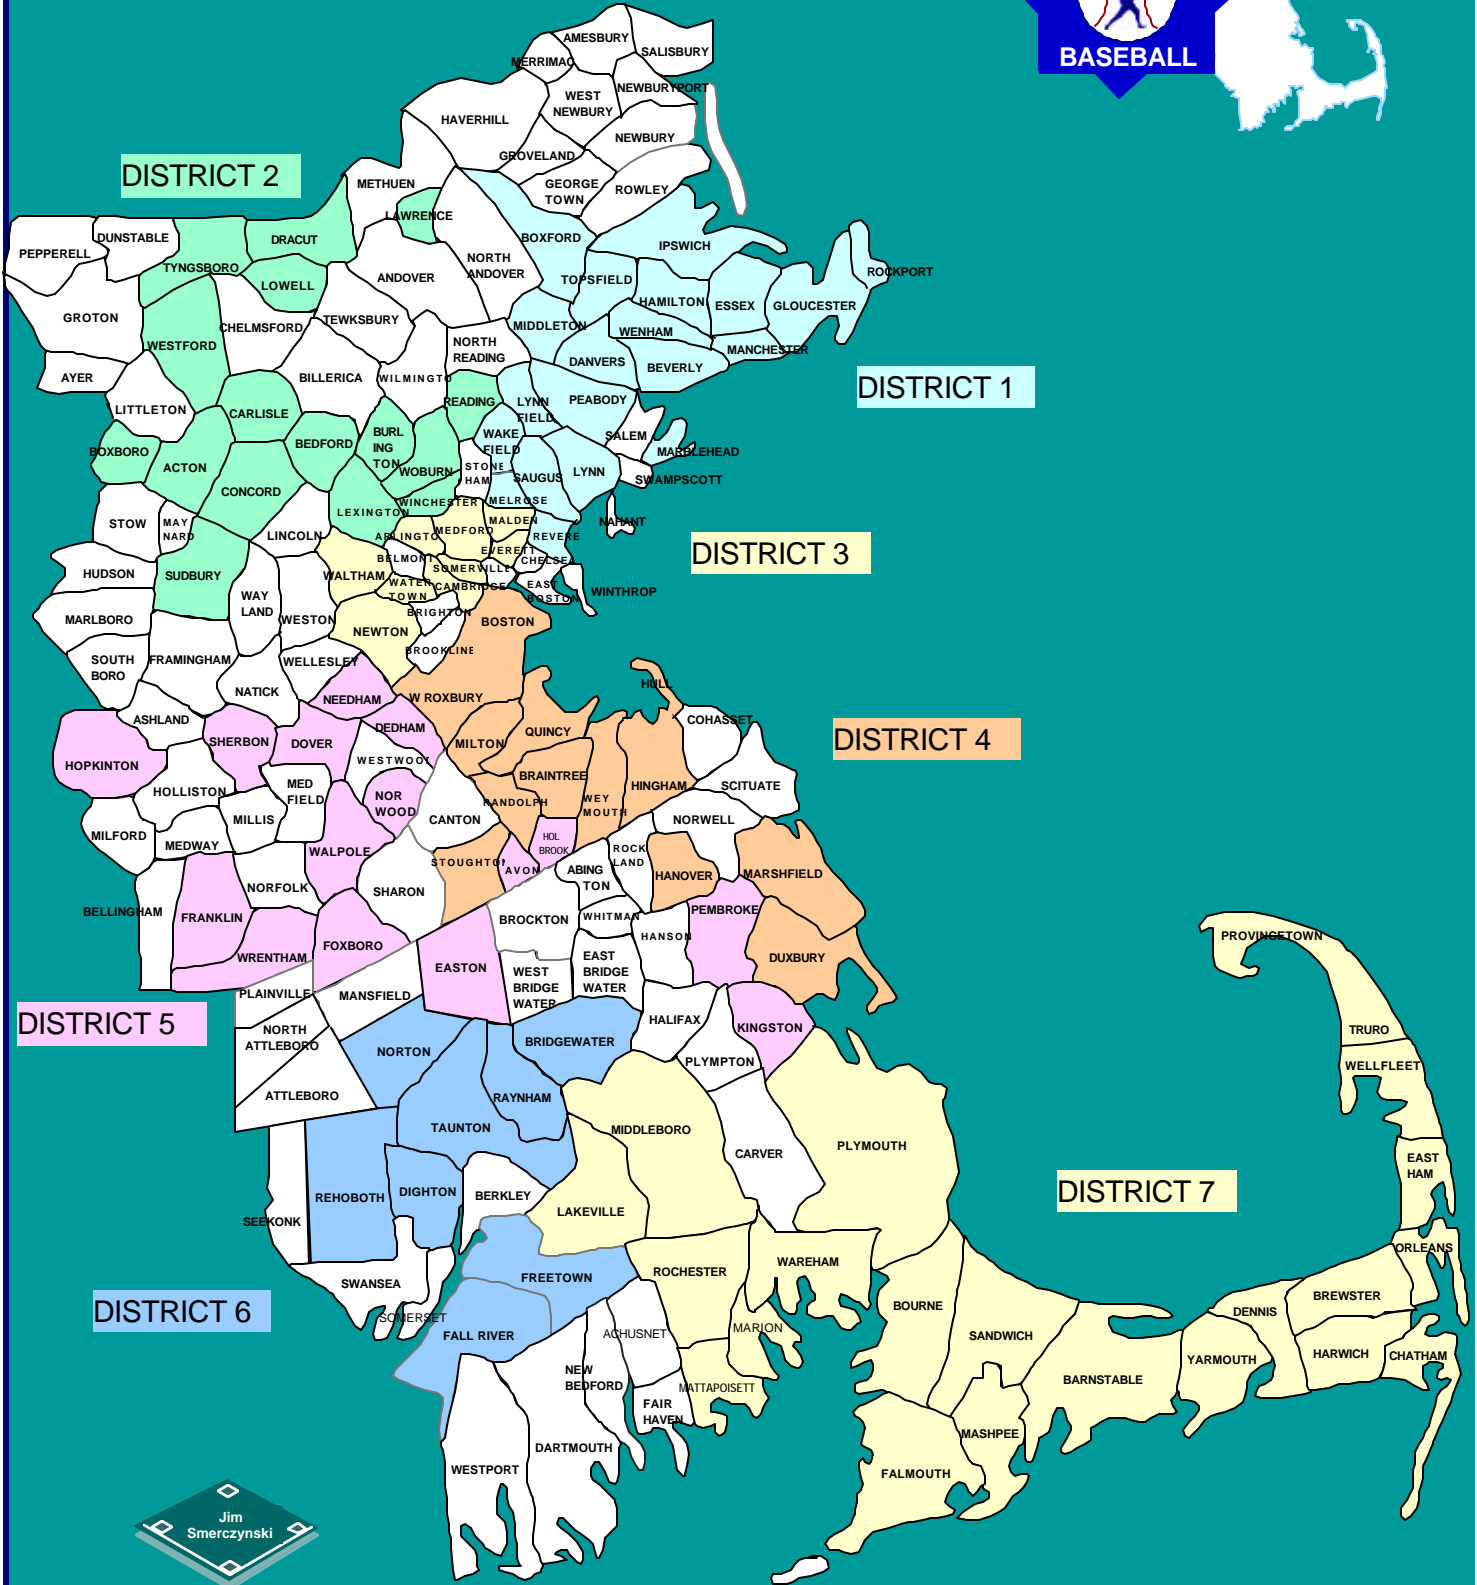 BASEBALL
AMESBURY
SALISBURY
MERRIMAC
NEWBURYPORT
WEST
NEWBURY
HAVERHILL
NEWBURY
GROVELAND
DISTRICT 2
METHUEN
GEORGE
TOWN
ROWLEY
LAWRENCE
DUNSTABLE
DRACUT
BOXFORD
IPSWICH
PEPPERELL
TYNGSBORO
NORTH
ANDOVER
ANDOVER
TOPSFIELD
ROCKPORT
LOWELL
HAMILTON
ESSEX
GLOUCESTER
GROTON
CHELMSFORD
TEWKSBURY
MIDDLETON
WENHAM
WESTFORD
NORTH
READING
MANCHESTER
DANVERS
BEVERLY
AYER
BILLERICA
WILMINGTO
DISTRICT 1
LITTLETON
CARLISLE
READING
LYNN
FIELD
PEABODY
BOXBORO
BEDFORD
BURL
ING
TON
WAKE
FIELD
SALEM
MARBLEHEAD
ACTON
WOBURN
STONE
HAM
SAUGUS
LYNN
SWAMPSCOTT
CONCORD
LEXINGTON
WINCHESTER
MELROSE
STOW
MAY
NARD
LINCOLN
ARLINGTO
MEDFORD
MALDEN
NAHANT
REVERE
DISTRICT 3
EVERETT
HUDSON
SUDBURY
WALTHAM
BELMONT
SOMERVILLE
CHELSEA
WATER
TOWN
CAMBRIDGE
EAST
BOSTON
WINTHROP
WAY
LAND
MARLBORO
WESTON
BRIGHTON
BOSTON
NEWTON
SOUTH
BORO
FRAMINGHAM
WELLESLEY
BROOKLINE
NATICK
NEEDHAM
W ROXBURY
HULL
ASHLAND
DEDHAM
COHASSET
SHERBON
DOVER
MILTON
QUINCY
DISTRICT 4
HOPKINTON
WESTWOO
BRAINTREE
HINGHAM
SCITUATE
HOLLISTON
MED
FIELD
NOR
WOOD
RANDOLPH
WEY
MOUTH
MILFORD
MILLIS
CANTON
NORWELL
MEDWAY
WALPOLE
STOUGHTO
AVON
HOL
BROOK
ROCK
LAND
ABING
TON
HANOVER
MARSHFIELD
NORFOLK
SHARON
BELLINGHAM
FRANKLIN
BROCKTON
WHITMAN
PEMBROKE
HANSON
PROVINCETOWN
WRENTHAM
FOXBORO
EASTON
WEST
BRIDGE
WATER
EAST
BRIDGE
WATER
DUXBURY
PLAINVILLE
MANSFIELD
DISTRICT 5
NORTH
ATTLEBORO
HALIFAX
KINGSTON
TRURO
NORTON
BRIDGEWATER
PLYMPTON
WELLFLEET
ATTLEBORO
RAYNHAM
TAUNTON
MIDDLEBORO
PLYMOUTH
CARVER
EAST
HAM
REHOBOTH
DIGHTON
BERKLEY
DISTRICT 7
SEEKONK
LAKEVILLE
ORLEANS
SWANSEA
FREETOWN
ROCHESTER
WAREHAM
DISTRICT 6
SOMERSET
FALL RIVER
ACHUSNET
MARION
BOURNE
SANDWICH
DENNIS
BREWSTER
YARMOUTH
HARWICH
CHATHAM
NEW
BEDFORD
MATTAPOISETT
BARNSTABLE
FAIR
HAVEN
MASHPEE
DARTMOUTH
WESTPORT
FALMOUTH
Jim
Smerczynski